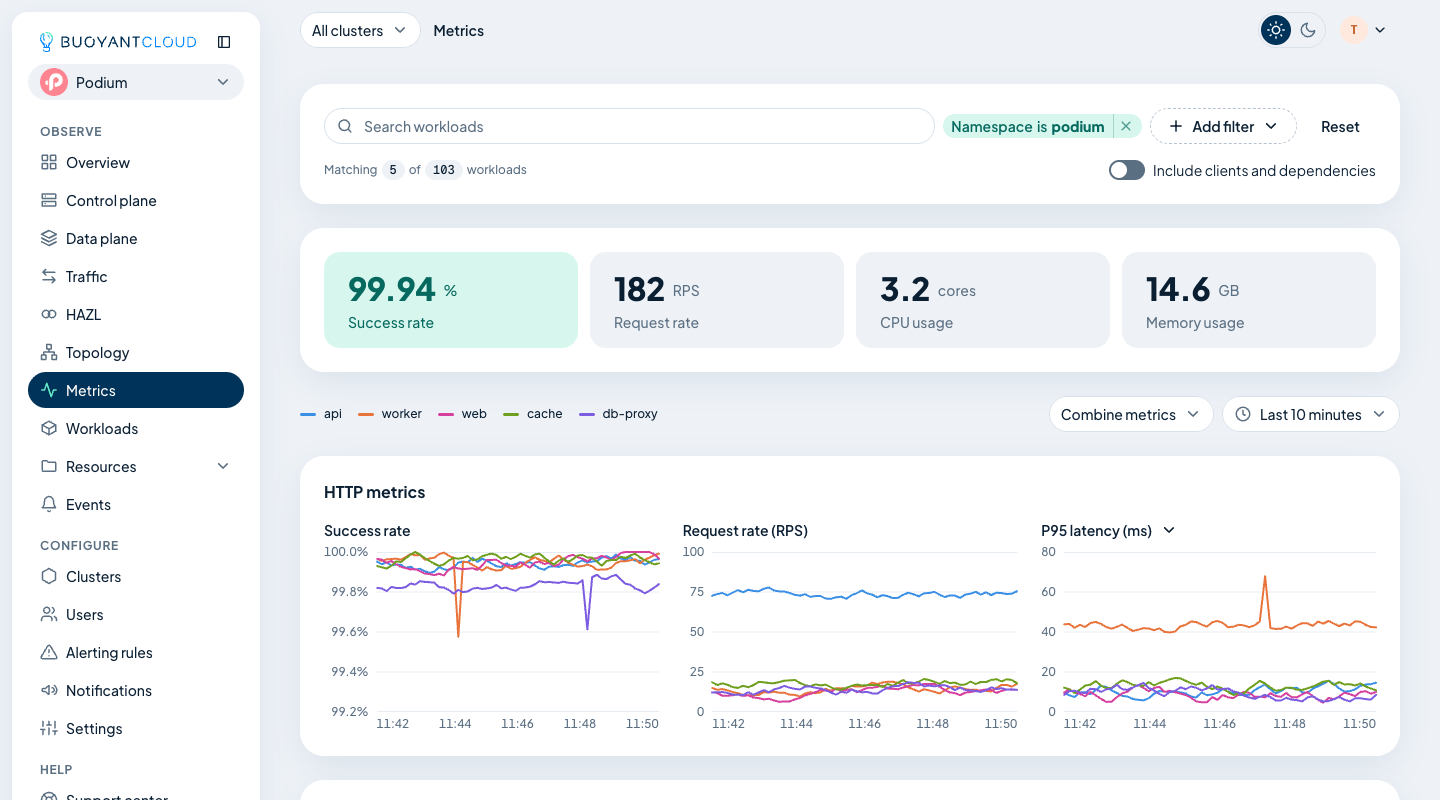 BUOYANTCLOUD
Podium
OBSERVE
Overview
Control plane
Data plane
Traffic
HAZL
Topology
Metrics
Workloads
Resources
Events
CONFIGURE
Clusters
Users
Alerting rules
Notifications
Settings
HELP
Support center
All clusters Metrics T
Search workloads Namespace is podium Add filter Reset
Matching 5 of 103 workloads Include clients and dependencies
99.94 %
Success rate
182 RPS
Request rate
3.2 cores
CPU usage
14.6 GB
Memory usage
api worker web cache db-proxy Combine metrics Last 10 minutes
HTTP metrics
Success rate
100.0%
99.8%
99.6%
99.4%
99.2%
11:42 11:44 11:46 11:48 11:50
Request rate (RPS)
100
75
50
25
0
11:42 11:44 11:46 11:48 11:50
P95 latency (ms)
80
60
40
20
0
11:42 11:44 11:46 11:48 11:50